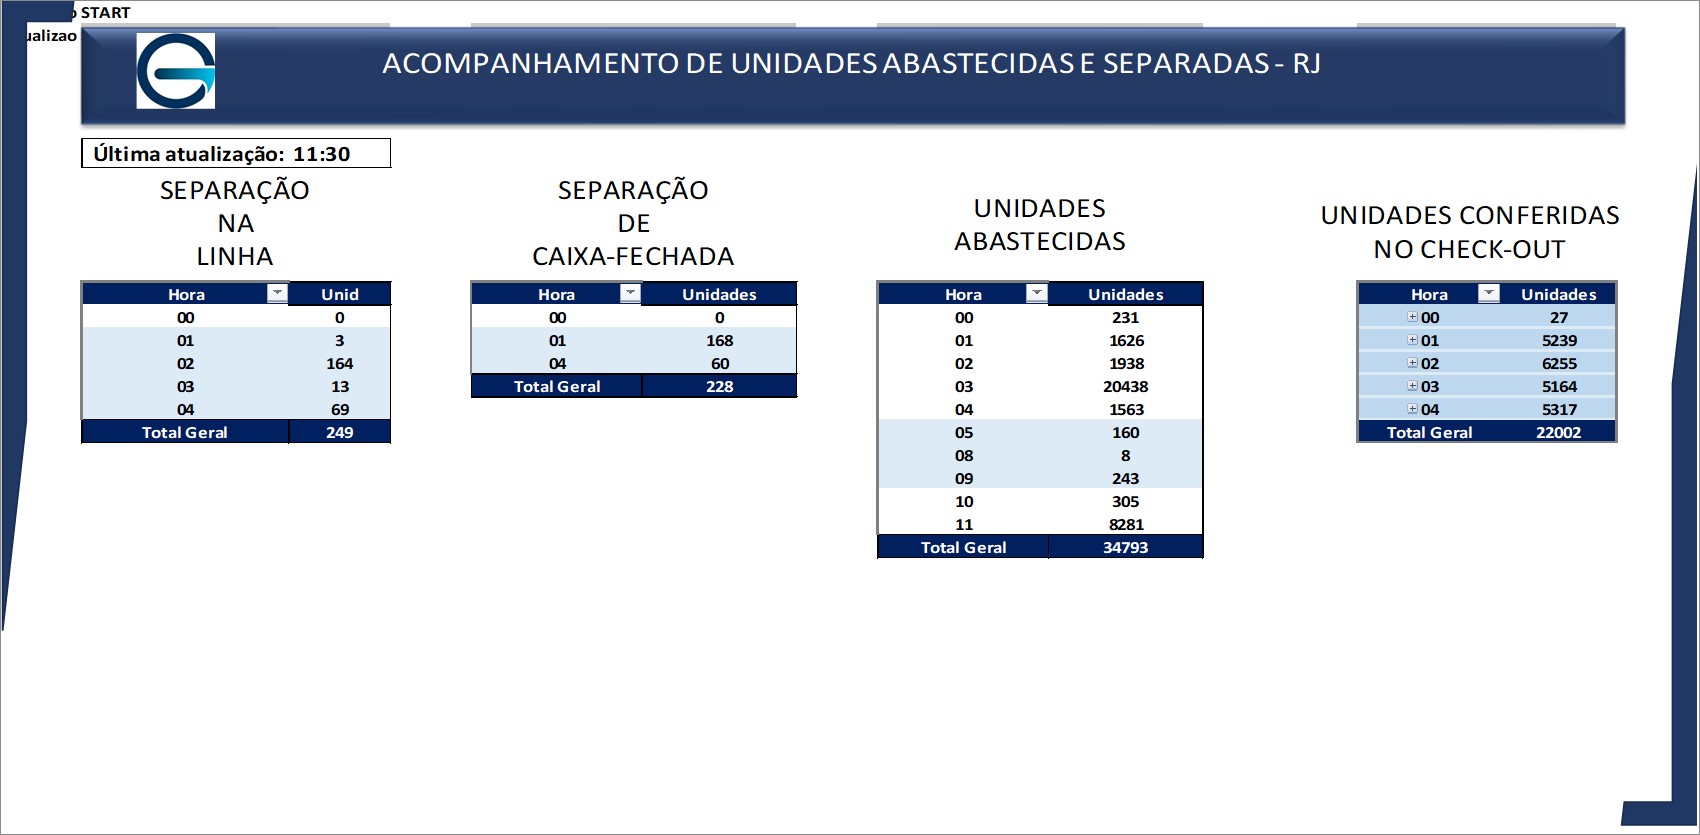 START
ualizao
ACOMPANHAMENTO DE UNIDADES ABASTECIDAS E SEPARADAS - RJ
Última atualização: 11:30
SEPARAÇÃO
NA
LINHA
Hora Unid
00 0
01 3
02 164
03 13
04 69
Total Geral 249
SEPARAÇÃO
DE
CAIXA-FECHADA
Hora Unidades
00 0
01 168
04 60
Total Geral 228
UNIDADES
ABASTECIDAS
Hora Unidades
00 231
01 1626
02 1938
03 20438
04 1563
05 160
08 8
09 243
10 305
11 8281
Total Geral 34793
UNIDADES CONFERIDAS
NO CHECK-OUT
Hora Unidades
00 27
01 5239
02 6255
03 5164
04 5317
Total Geral 22002